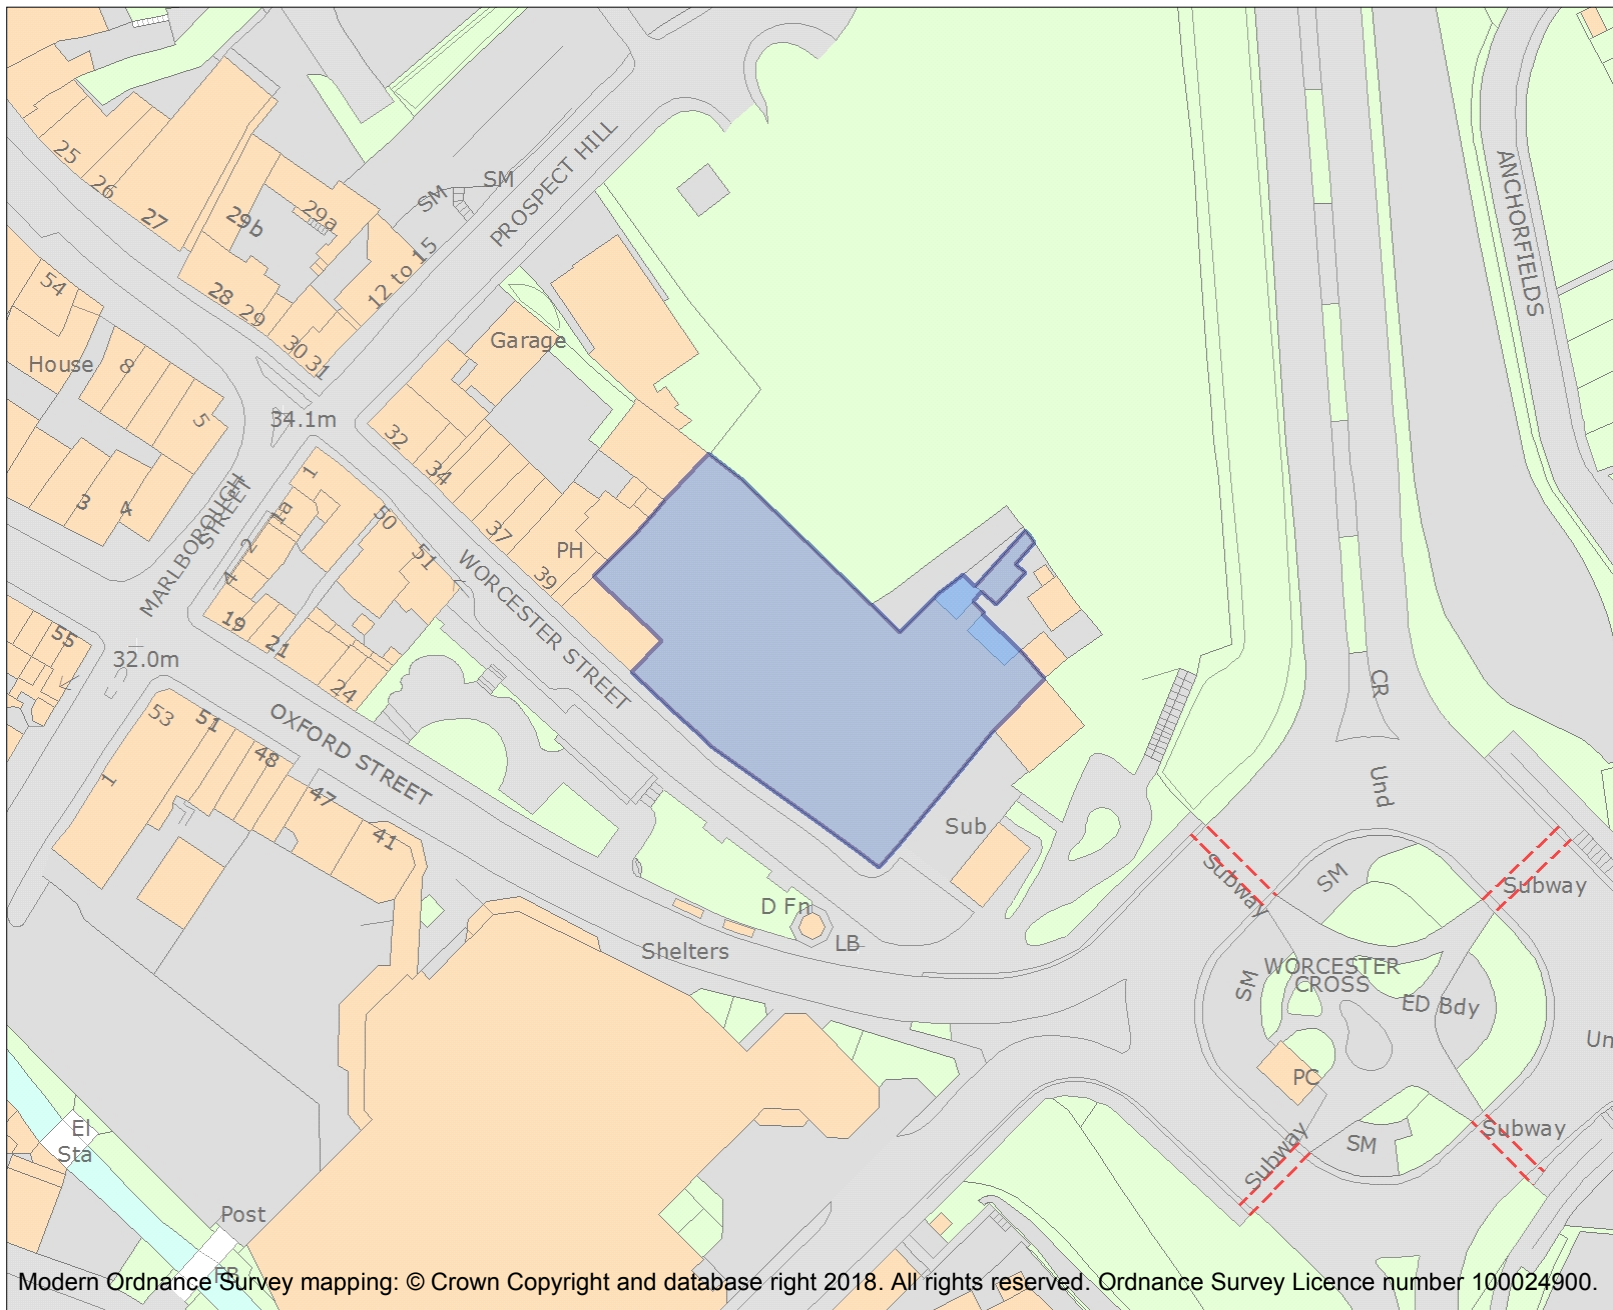 25
26
27
29b
29a
SM
SM
PROSPECT HILL
12 to 15
28
29
30
31
54
House
8
5
3
4
34.1m
Garage
32
34
37
PH
39
1
1a
2
4
50
51
MARLBOROUGH
STREET
WORCESTER STREET
19
21
24
55
32.0m
53
51
48
47
41
1
OXFORD STREET
ANCHORFIELDS
CR
Und
Sub
D Fn
LB
Shelters
Subway
SM
Subway
WORCESTER
CROSS
SM
ED Bdy
Un
PC
Subway
SM
Subway
El
Sta
Post
FB
Modern Ordnance Survey mapping: © Crown Copyright and database right 2018. All rights reserved. Ordnance Survey Licence number 100024900.